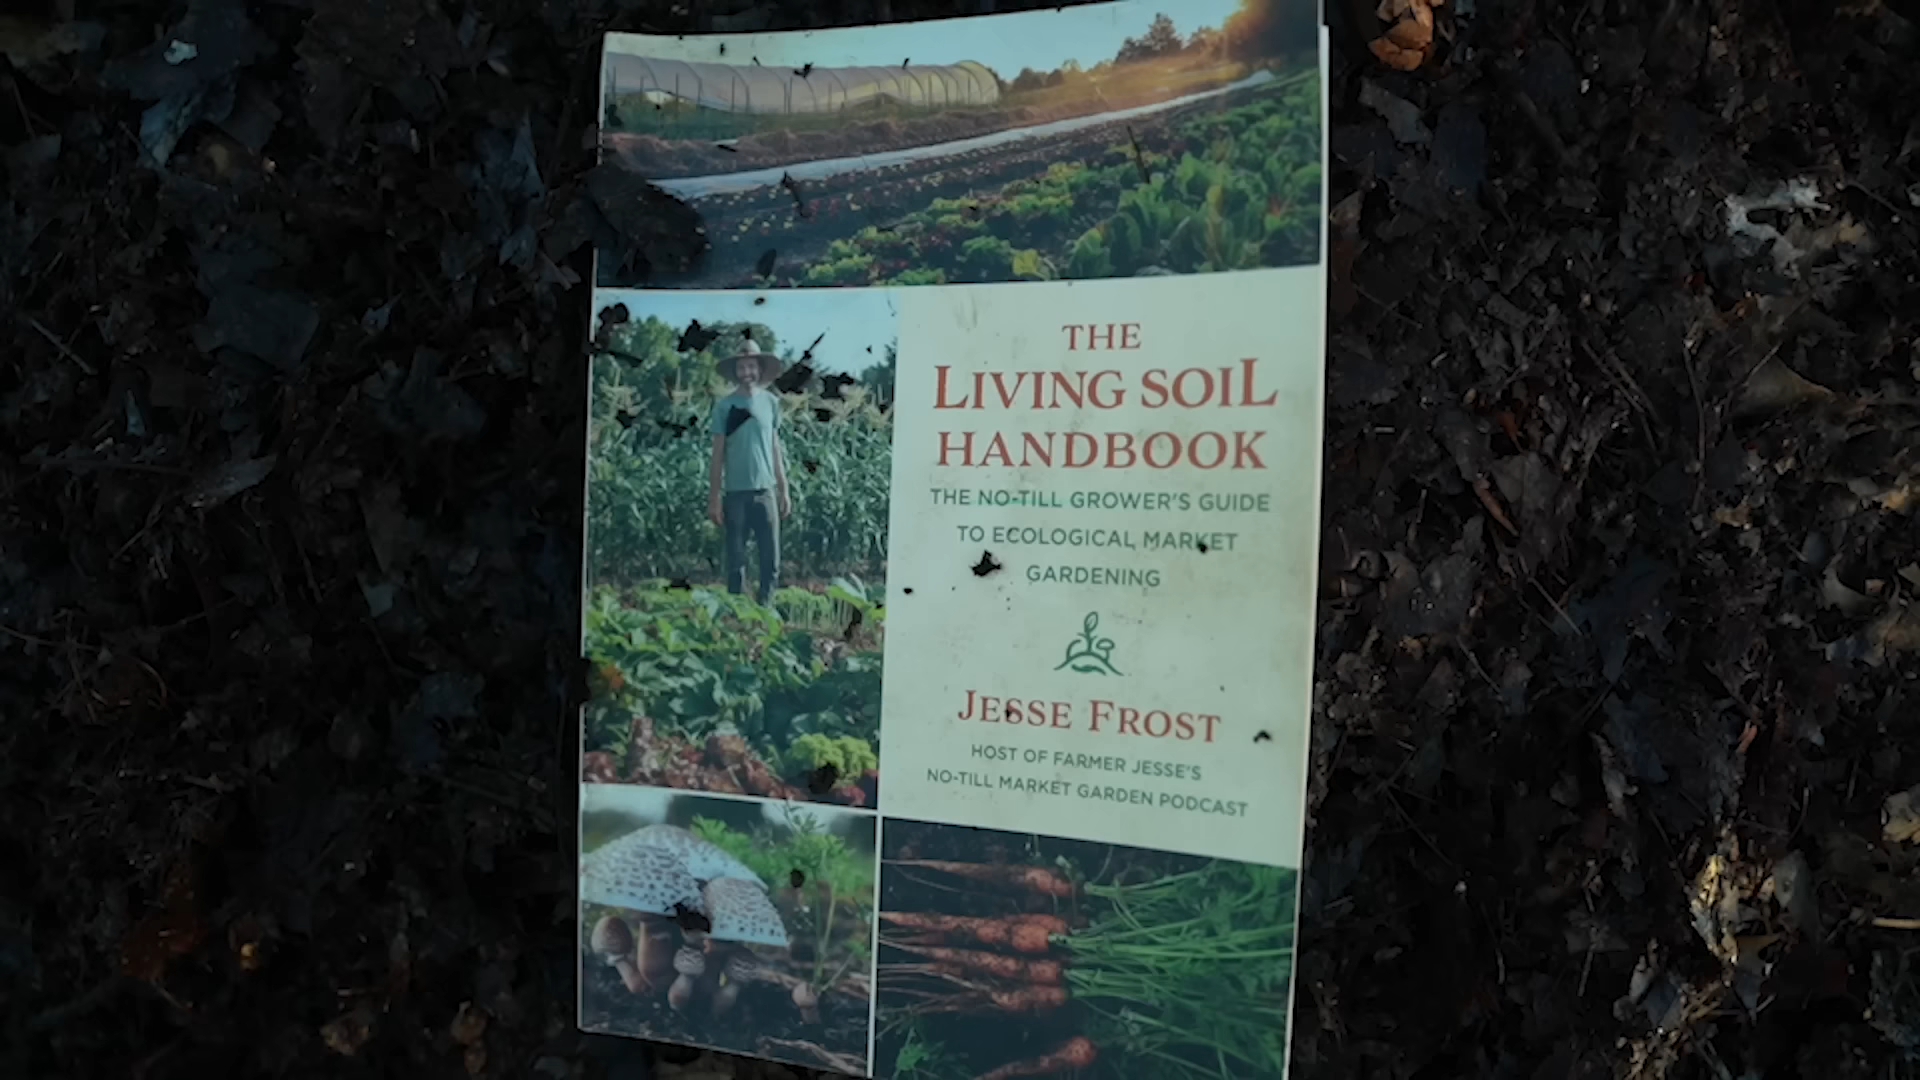 THE
LIVING SOIL
HANDBOOK
THE NO-TILL GROWER'S GUIDE
TO ECOLOGICAL MARKET
GARDENING
JESSE FROST
HOST OF FARMER JESSE'S
NO-TILL MARKET GARDEN PODCAST